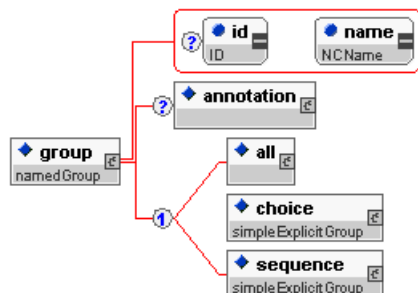 ? id name
ID NCName
? annotation
group
namedGroup
all
1
choice
simpleExplicitGroup
sequence
simpleExplicitGroup